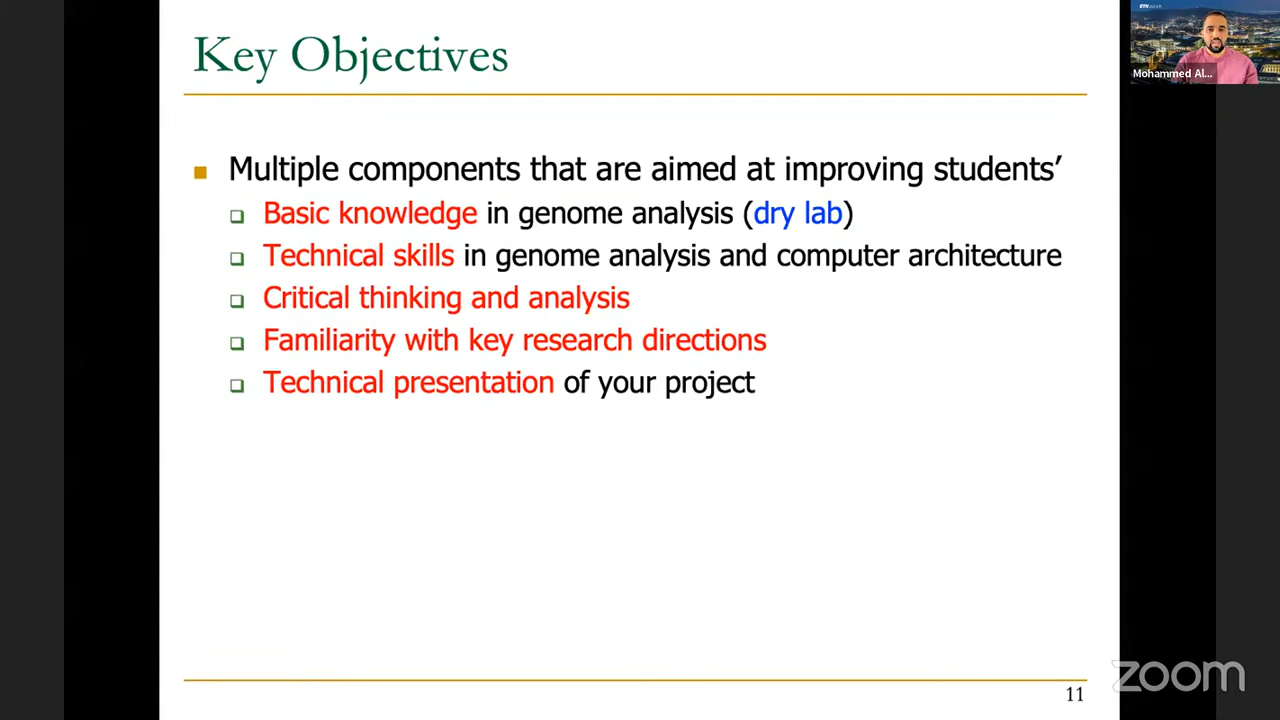 Key Objectives
Multiple components that are aimed at improving students’
Basic knowledge in genome analysis (dry lab)
Technical skills in genome analysis and computer architecture
Critical thinking and analysis
Familiarity with key research directions
Technical presentation of your project
11
ETH zürich
Mohammed Al...
zoom